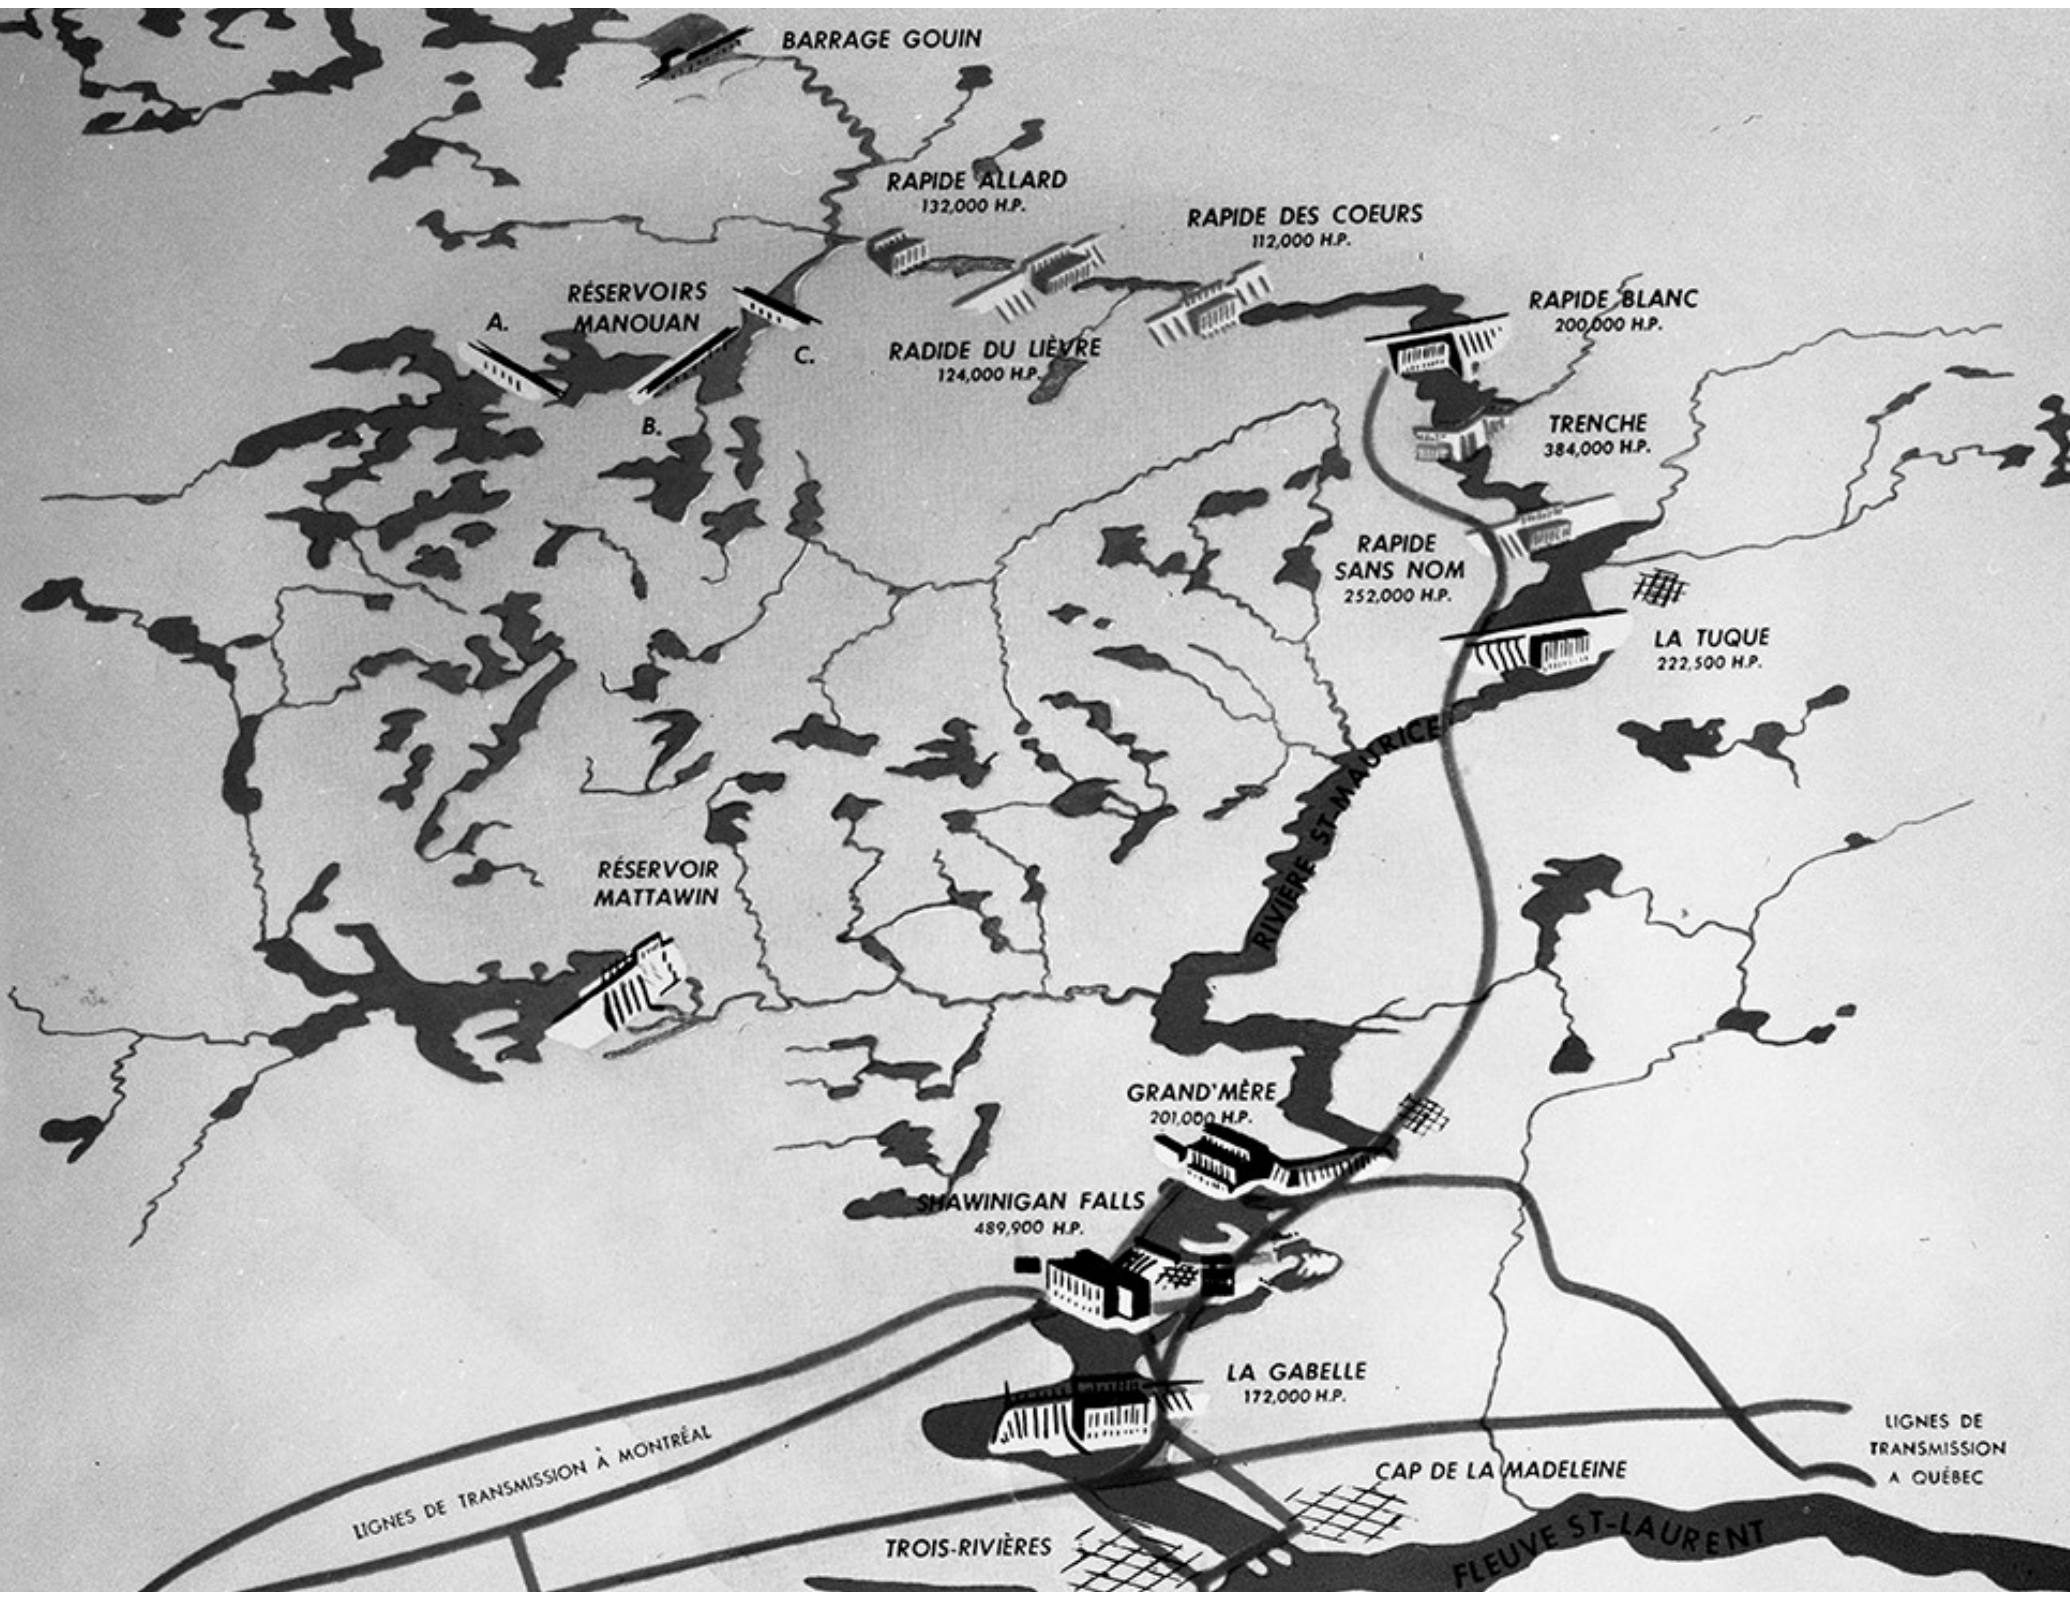 BARRAGE GOUIN
RAPIDE ALLARD
132,000 H.P.
RAPIDE DES COEURS
112,000 H.P.
RÉSERVOIRS
MANOUAN
A.
B.
C.
RADIDE DU LIÈVRE
124,000 H.P.
RAPIDE BLANC
200,000 H.P.
TRENCHE
384,000 H.P.
RAPIDE
SANS NOM
252,000 H.P.
LA TUQUE
222,500 H.P.
RIVIÈRE ST-MAURICE
RÉSERVOIR
MATTAWIN
GRAND'MÈRE
201,000 H.P.
SHAWINIGAN FALLS
489,900 H.P.
LA GABELLE
172,000 H.P.
LIGNES DE TRANSMISSION À MONTRÉAL
LIGNES DE
TRANSMISSION
A QUÉBEC
CAP DE LA MADELEINE
TROIS-RIVIÈRES
FLEUVE ST-LAURENT